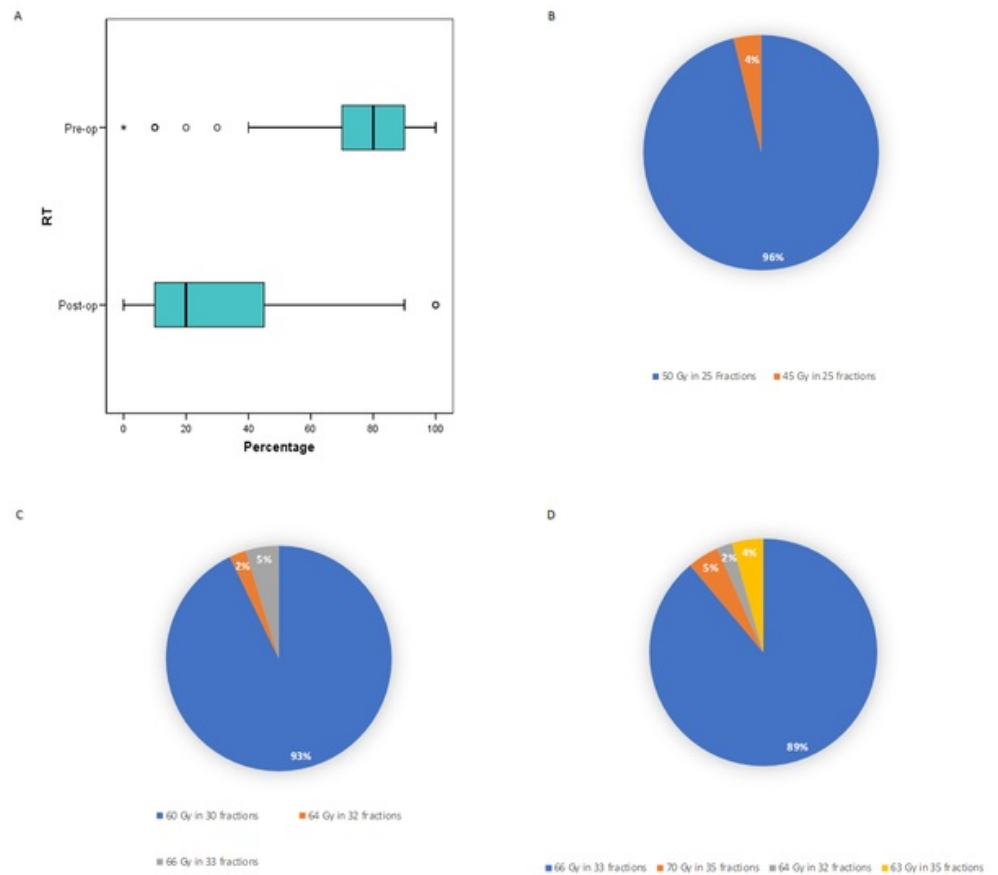 A
Pre-op
RT
Post-op
0 20 40 60 80 100
Percentage
B
4%
96%
50 Gy in 25 Fractions 45 Gy in 25 fractions
C
2% 5%
93%
60 Gy in 30 fractions 64 Gy in 32 fractions
66 Gy in 33 fractions
D
5% 2% 4%
89%
66 Gy in 33 fractions 70 Gy in 35 fractions 64 Gy in 32 fractions 63 Gy in 35 fractions